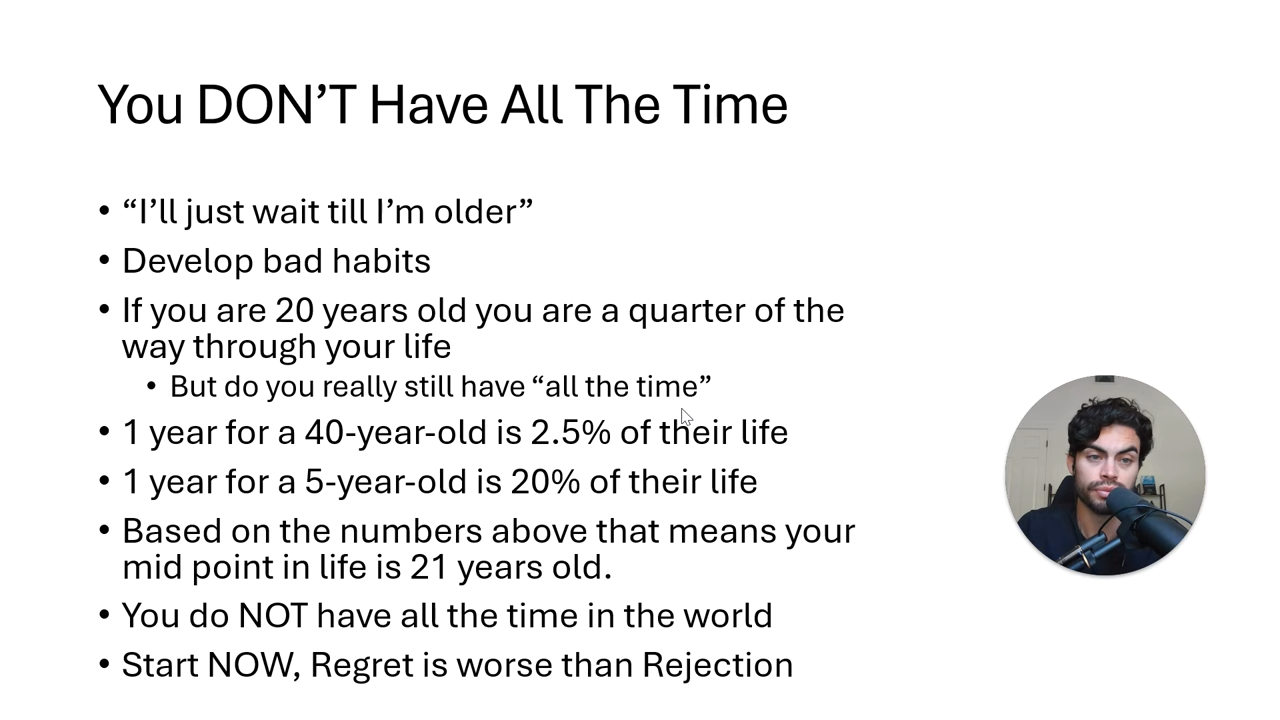 You DON’T Have All The Time
• “I’ll just wait till I’m older”
• Develop bad habits
• If you are 20 years old you are a quarter of the
way through your life
• But do you really still have “all the time”
• 1 year for a 40-year-old is 2.5% of their life
• 1 year for a 5-year-old is 20% of their life
• Based on the numbers above that means your
mid point in life is 21 years old.
• You do NOT have all the time in the world
• Start NOW, Regret is worse than Rejection